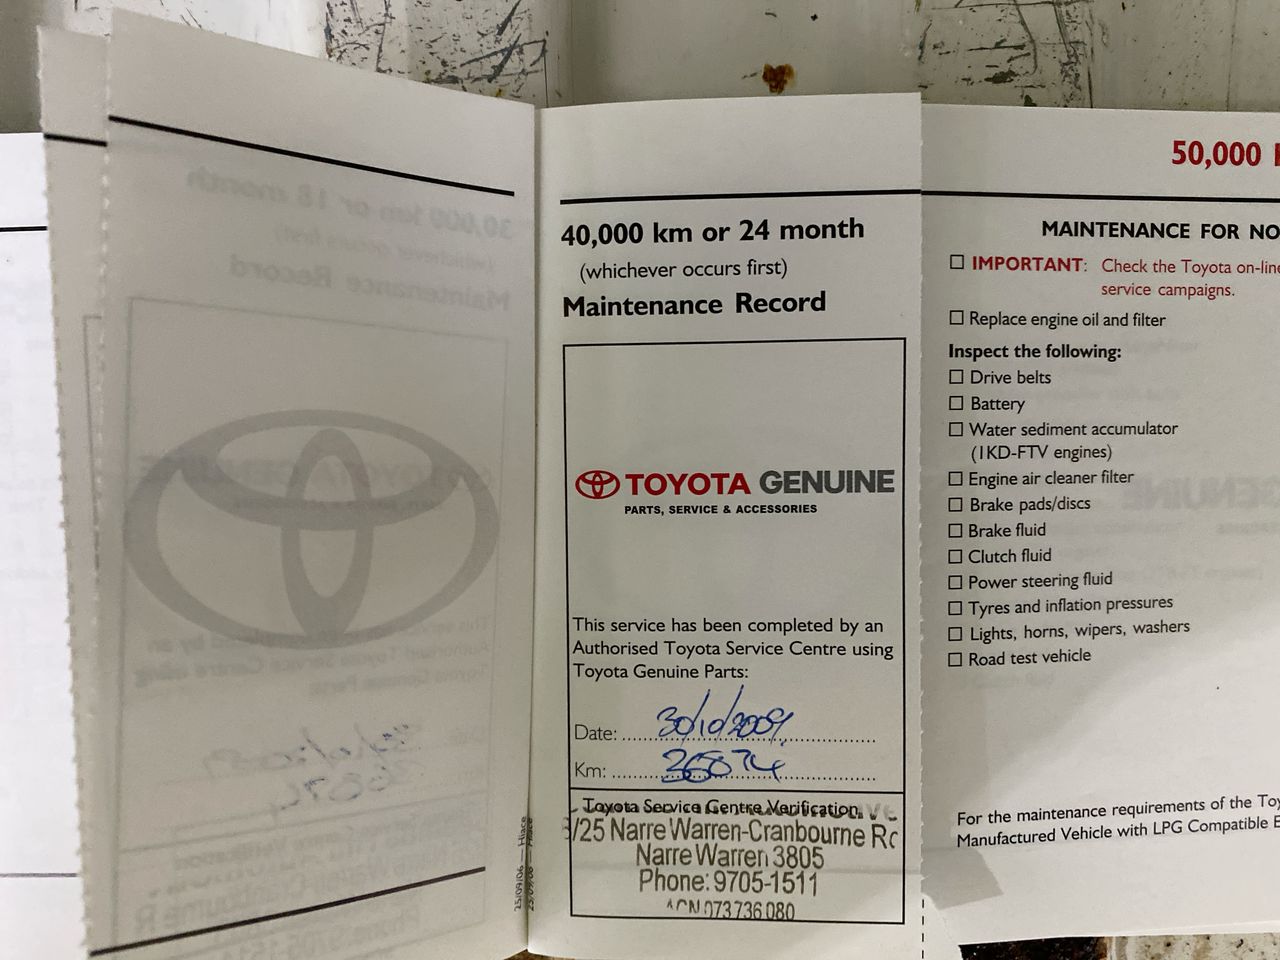 40,000 km or 24 month
(whichever occurs first)
Maintenance Record
TOYOTA GENUINE
PARTS, SERVICE & ACCESSORIES
This service has been completed by an
Authorised Toyota Service Centre using
Toyota Genuine Parts:
Date: 30/10/2009
Km:
Toyota Service Centre Verification
/25 Narre Warren-Cranbourne Rd
Narre Warren 3805
Phone: 9705-1511
ACN 073 736 080
25/09/06 — Hiace
50,000
MAINTENANCE FOR NO
IMPORTANT: Check the Toyota on-line
service campaigns.
Replace engine oil and filter
Inspect the following:
Drive belts
Battery
Water sediment accumulator
(1KD-FTV engines)
Engine air cleaner filter
Brake pads/discs
Brake fluid
Clutch fluid
Power steering fluid
Tyres and inflation pressures
Lights, horns, wipers, washers
Road test vehicle
For the maintenance requirements of the Toy
Manufactured Vehicle with LPG Compatible E